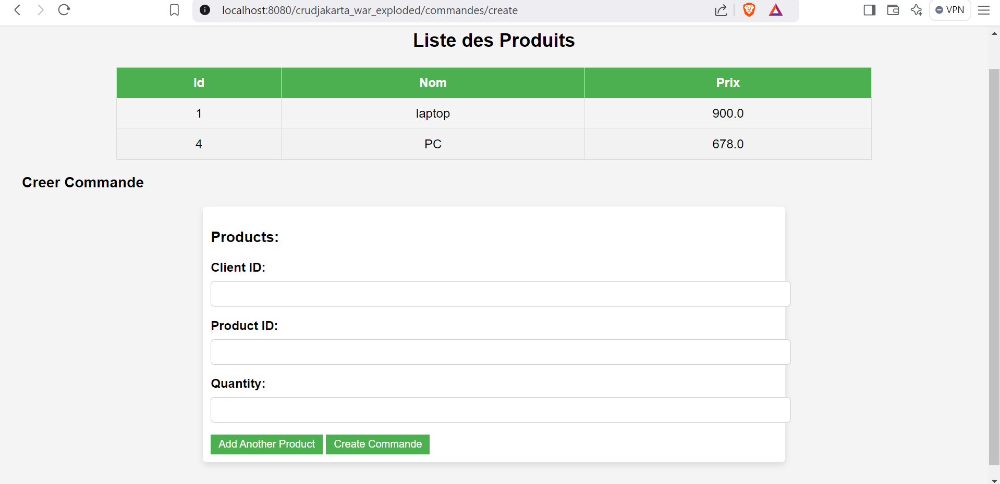 localhost:8080/crudjakarta_war_exploded/commandes/create
VPN
Liste des Produits
Id Nom Prix
1 laptop 900.0
4 PC 678.0
Creer Commande
Products:
Client ID:
Product ID:
Quantity:
Add Another Product Create Commande